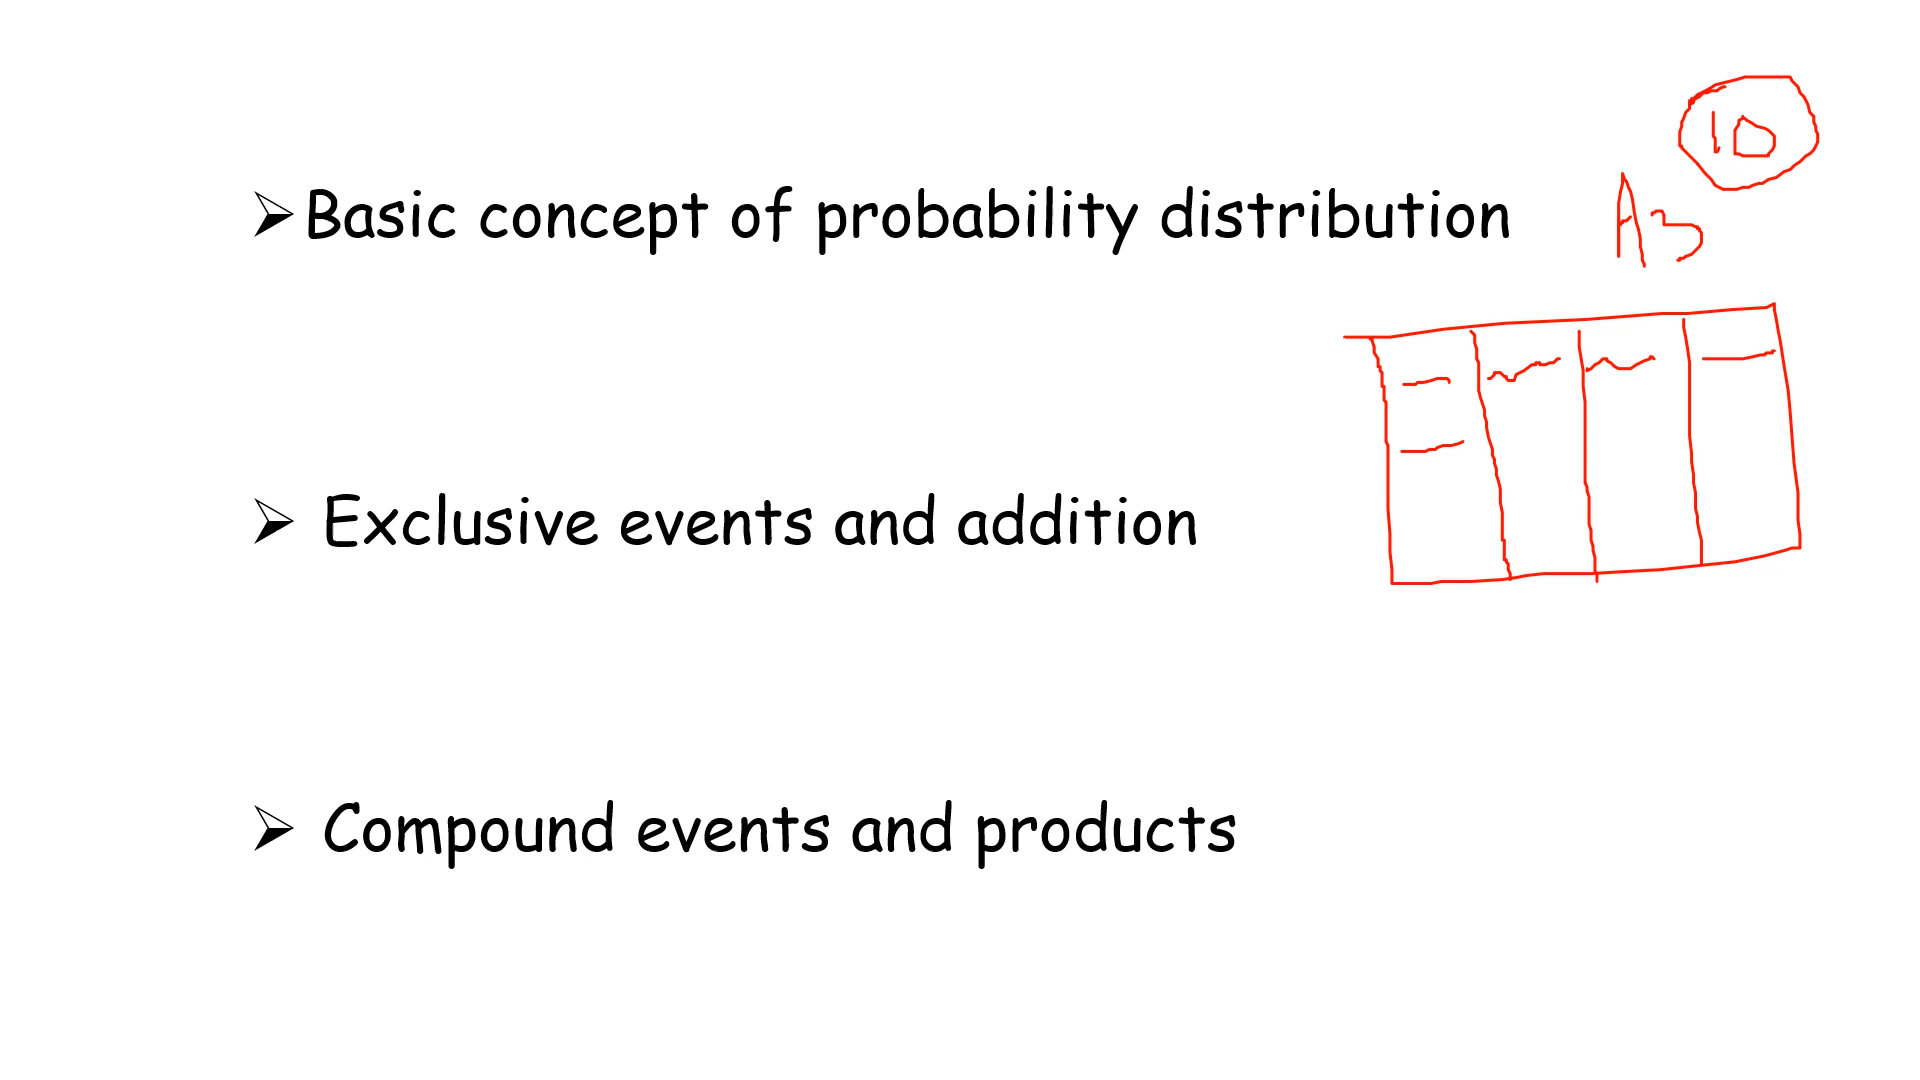 10
➢Basic concept of probability distribution
A3
➢ Exclusive events and addition
➢ Compound events and products